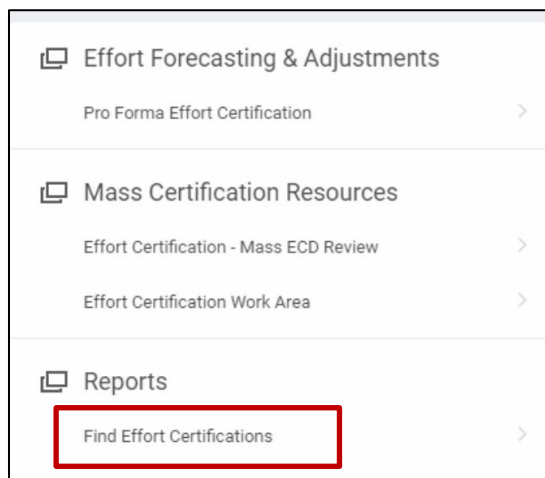 Effort Forecasting & Adjustments
Pro Forma Effort Certification
Mass Certification Resources
Effort Certification - Mass ECD Review
Effort Certification Work Area
Reports
Find Effort Certifications